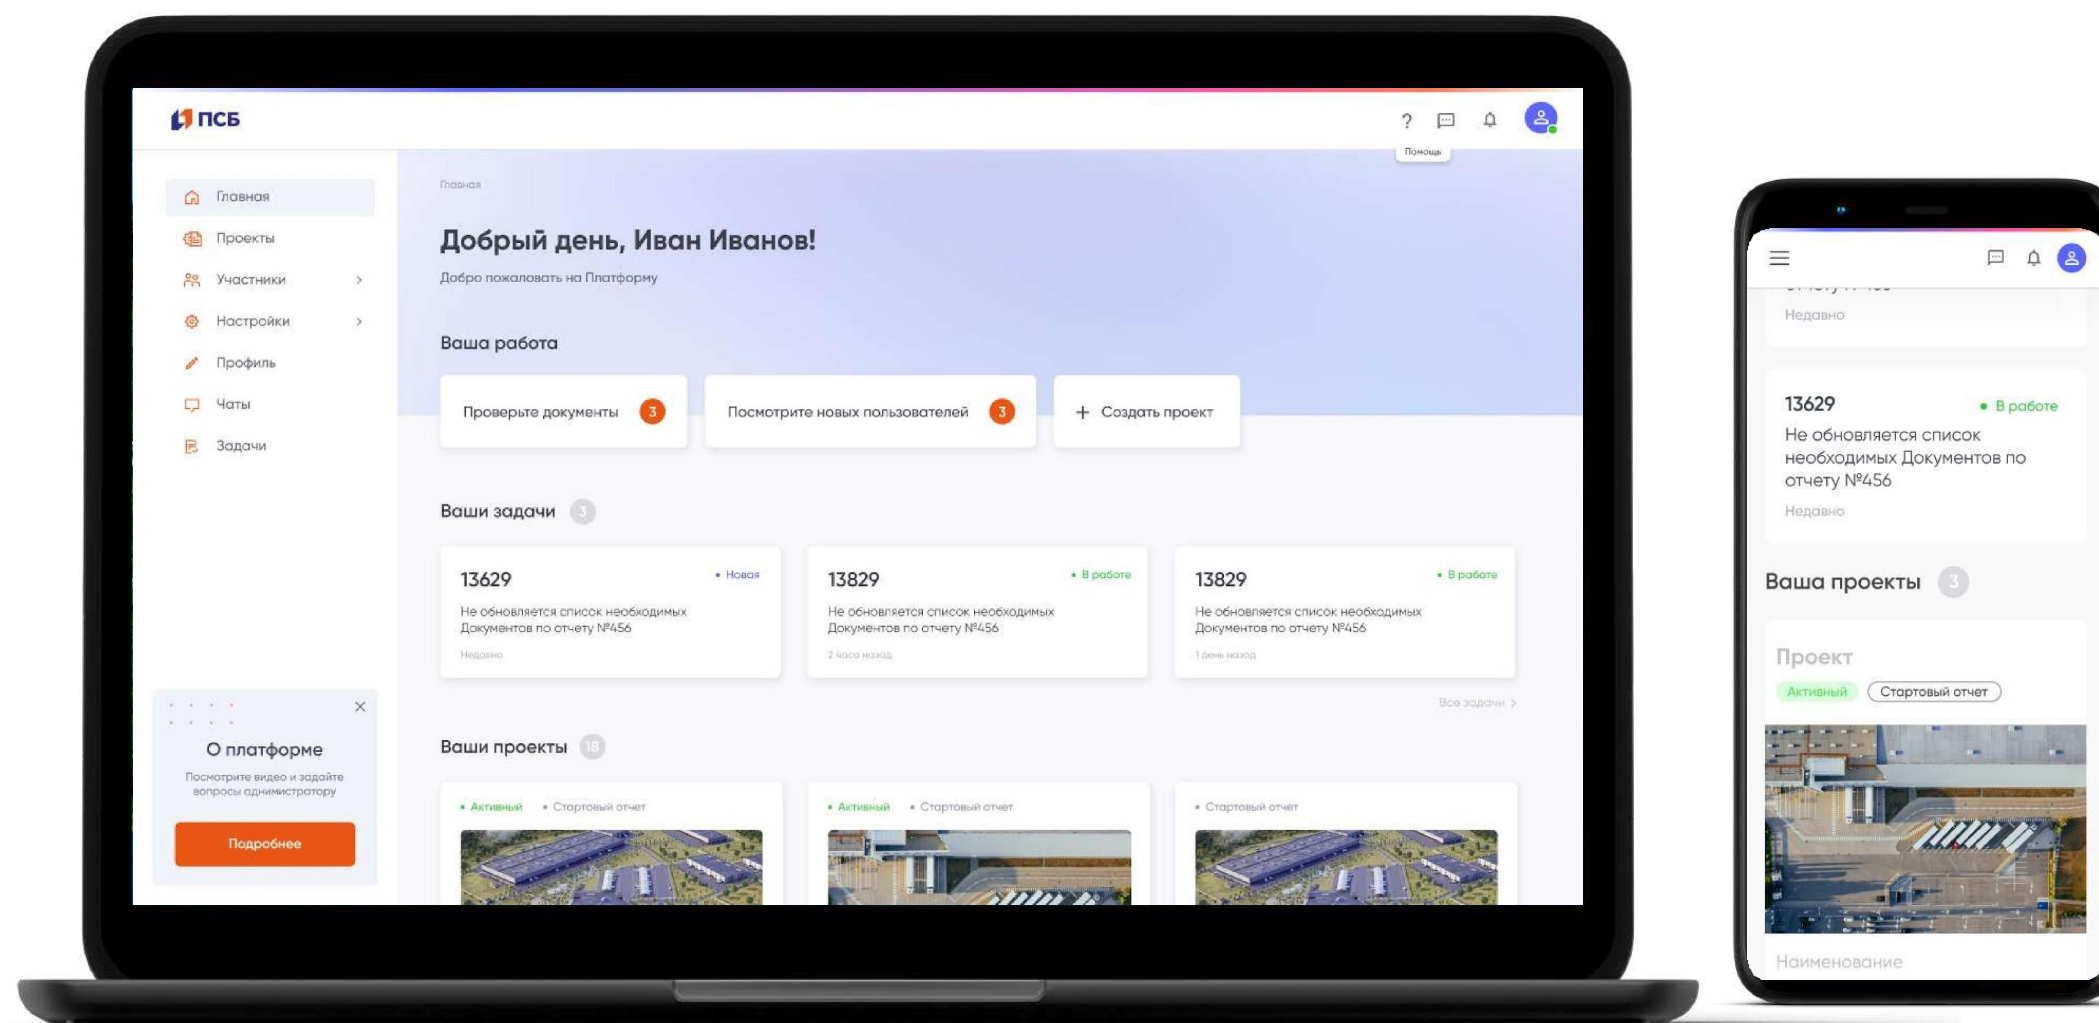 ПСБ
?
Помощь
Главная
Проекты
Участники
Настройки
Профиль
Чаты
Задачи
О платформе
Посмотрите видео и задайте
вопросы администратору
Подробнее
Главная
Добрый день, Иван Иванов!
Добро пожаловать на Платформу
Ваша работа
Проверьте документы 3
Посмотрите новых пользователей 3
+ Создать проект
Ваши задачи 3
13629 • Новая
Не обновляется список необходимых
Документов по отчету №456
Недавно
13829 • В работе
Не обновляется список необходимых
Документов по отчету №456
2 часа назад
13829 • В работе
Не обновляется список необходимых
Документов по отчету №456
1 день назад
Все задачи >
Ваши проекты 18
• Активный • Стартовый отчет
• Активный • Стартовый отчет
• Стартовый отчет
Недавно
13629 • В работе
Не обновляется список
необходимых Документов по
отчету №456
Недавно
Ваша проекты 3
Проект
Активный Стартовый отчет
Наименование